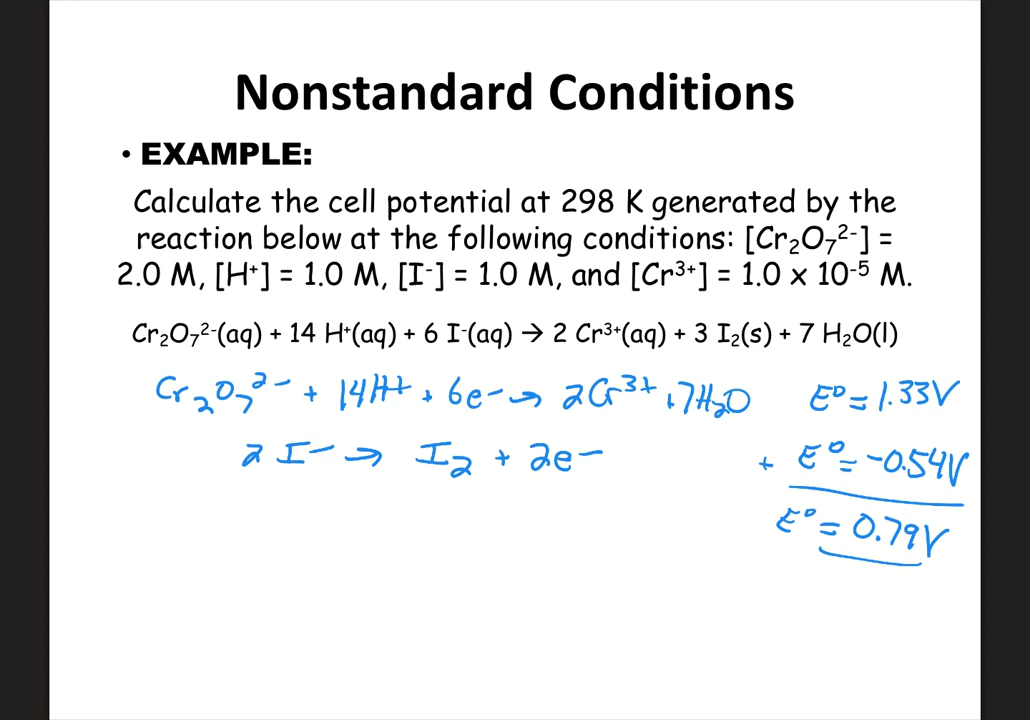 Nonstandard Conditions
• EXAMPLE:
Calculate the cell potential at 298 K generated by the
reaction below at the following conditions: [Cr₂O₇²⁻] =
2.0 M, [H⁺] = 1.0 M, [I⁻] = 1.0 M, and [Cr³⁺] = 1.0 x 10⁻⁵ M.
Cr₂O₇²⁻(aq) + 14 H⁺(aq) + 6 I⁻(aq) → 2 Cr³⁺(aq) + 3 I₂(s) + 7 H₂O(l)
Cr₂O₇²⁻ + 14H⁺ + 6e⁻ → 2Cr³⁺ + 7H₂O E° = 1.33V
2 I⁻ → I₂ + 2e⁻ + E° = -0.54V
E° = 0.79V